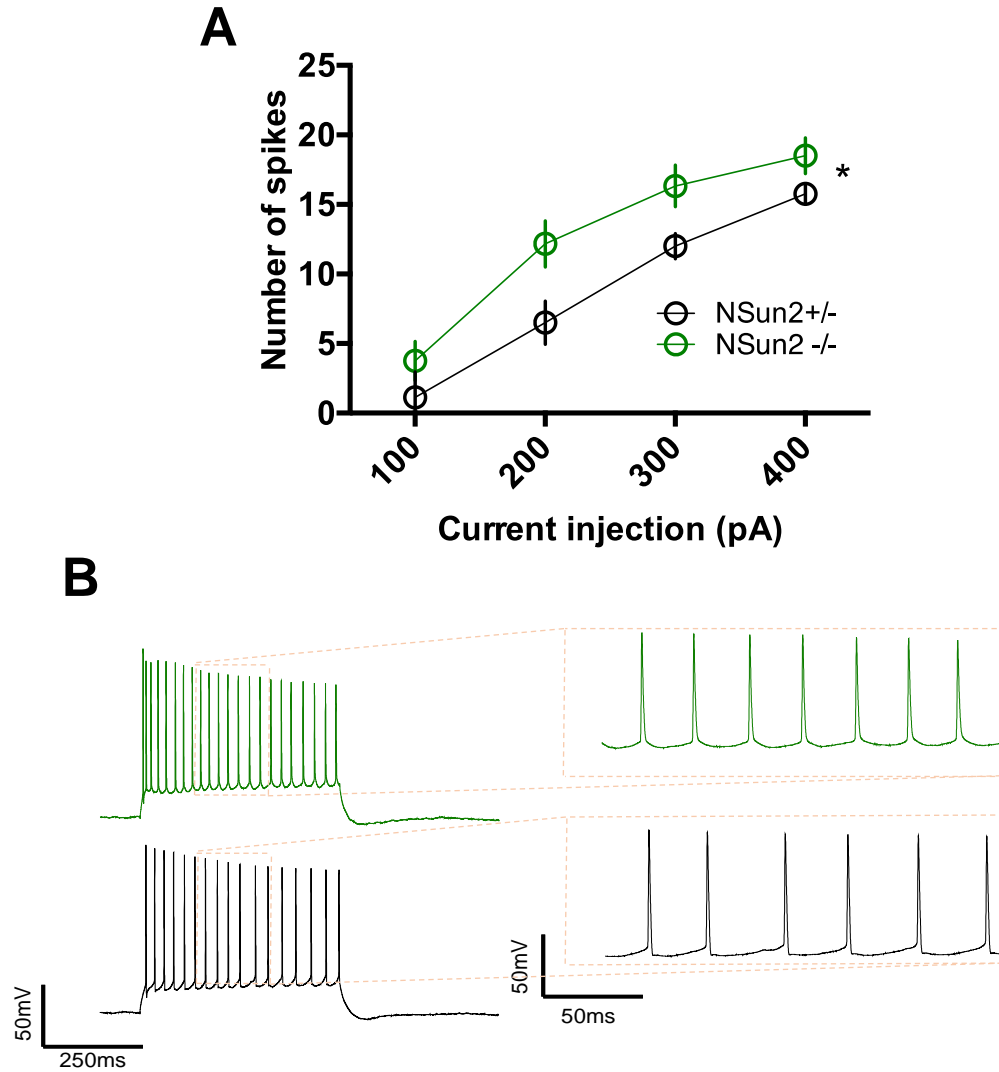 A
25
20
15
10
5
0
Number of spikes
*
NSun2+/-
NSun2 -/-
100
200
300
400
Current injection (pA)
B
50mV
250ms
50mV
50ms